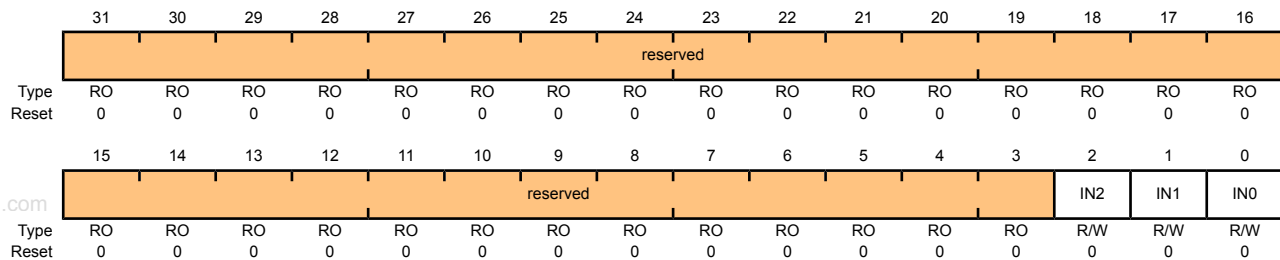 31 30 29 28 27 26 25 24 23 22 21 20 19 18 17 16
reserved
Type RO RO RO RO RO RO RO RO RO RO RO RO RO RO RO RO
Reset 0 0 0 0 0 0 0 0 0 0 0 0 0 0 0 0
15 14 13 12 11 10 9 8 7 6 5 4 3 2 1 0
.com reserved IN2 IN1 IN0
Type RO RO RO RO RO RO RO RO RO RO RO RO RO R/W R/W R/W
Reset 0 0 0 0 0 0 0 0 0 0 0 0 0 0 0 0